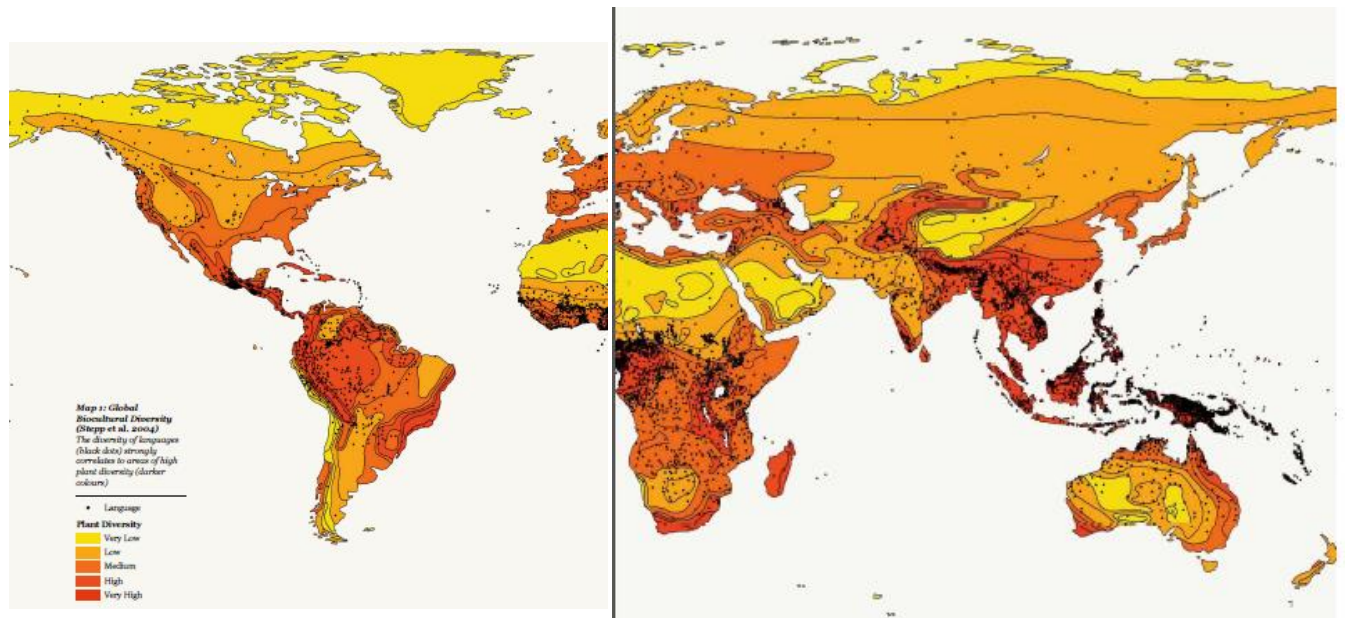 Map 1: Global
Biocultural Diversity
(Stepp et al. 2004)
The diversity of languages
(black dots) strongly
correlates to areas of high
plant diversity (darker
colours)
Language
Plant Diversity
Very Low
Low
Medium
High
Very High